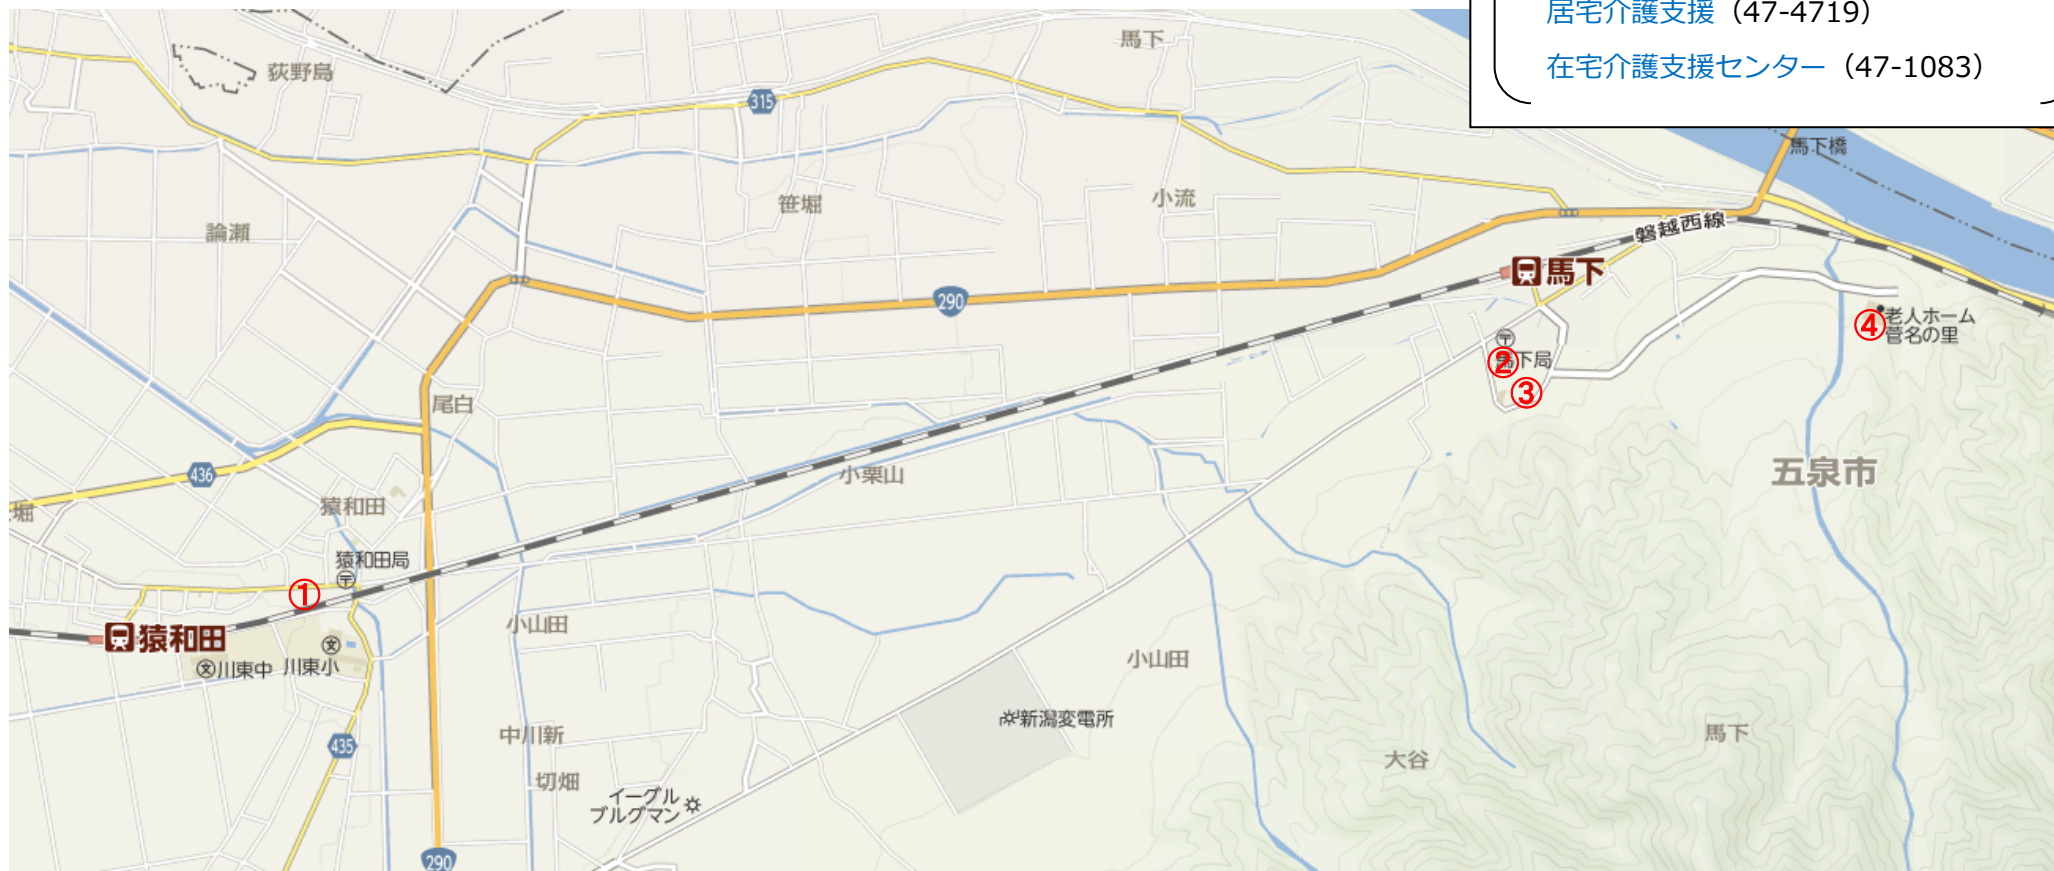 居宅介護支援（47-4719）
在宅介護支援センター（47-1083）
馬下
荻野島
315
馬下橋
笹堀
小流
論瀬
磐越西線
馬下
290
④
老人ホーム
菅名の里
〒
②
馬下局
③
尾白
436
小栗山
五泉市
猿和田
堀
猿和田局
〒
①
小山田
猿和田
文
文川東中
川東小
小山田
新潟変電所
中川新
435
馬下
大谷
切畑
イーグル
ブルグマン
290